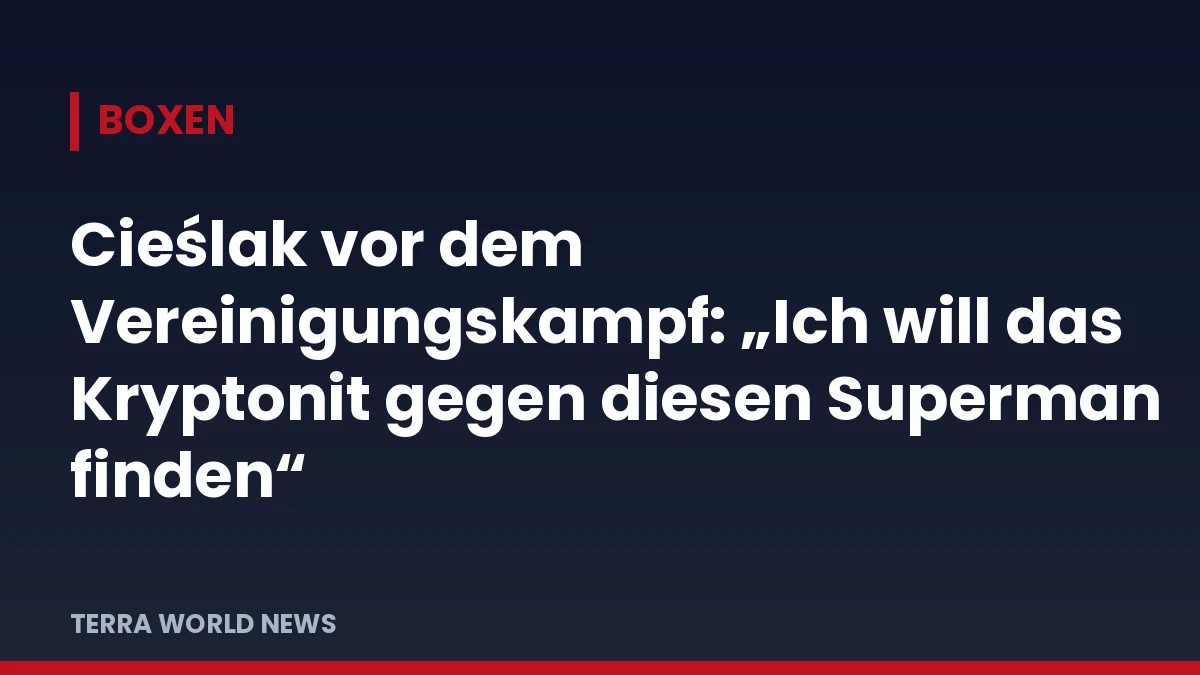 BOXEN
Cieślak vor dem
Vereinigungskampf: „Ich will das
Kryptonit gegen diesen Superman
finden“
TERRA WORLD NEWS